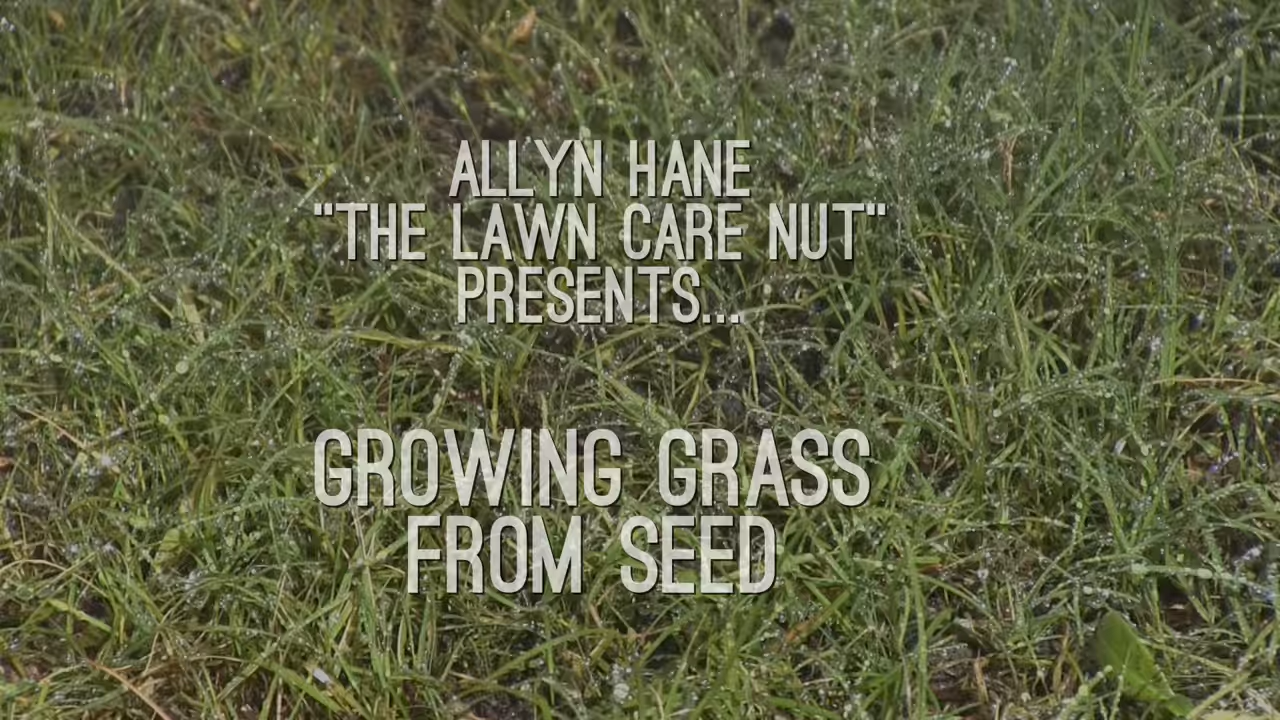 ALLYN HANE
"THE LAWN CARE NUT"
PRESENTS...
GROWING GRASS
FROM SEED